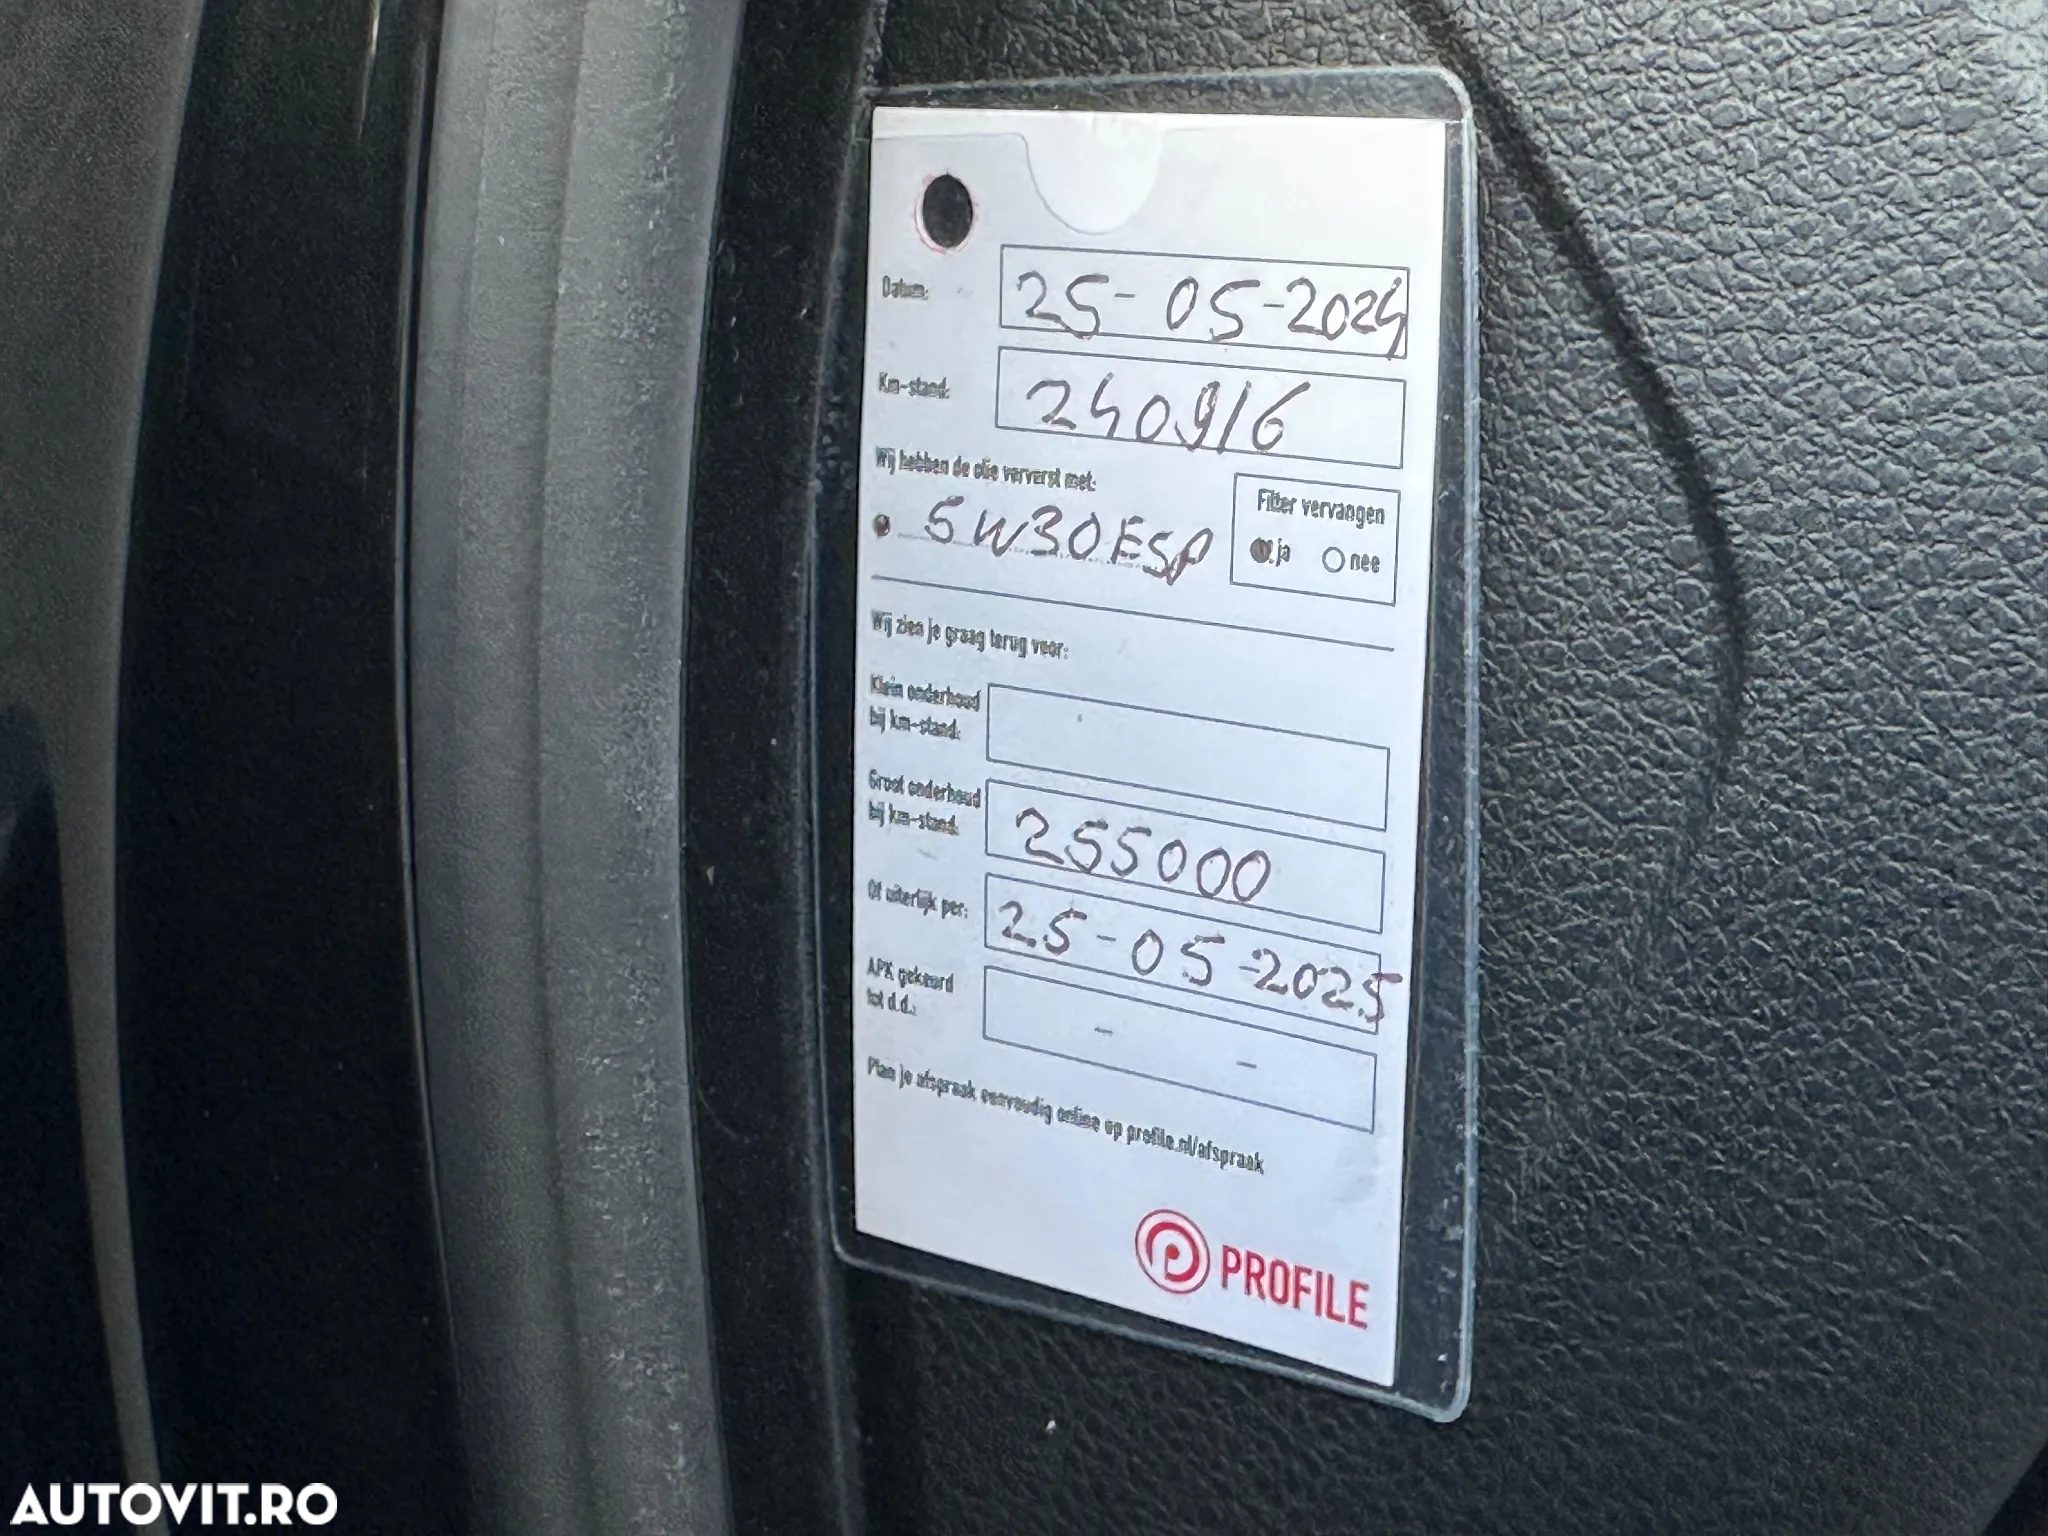 Datum: 25-05-2024
Km-stand: 240916
Wij hebben de olie ververst met:
5W30ESP
Filter vervangen
ja nee
Wij zien je graag terug voor:
Klein onderhoud
bij km-stand:
Groot onderhoud
bij km-stand: 255000
Of uiterlijk per: 25-05-2025
APK gekeurd
tot d.d.: - -
Plan je afspraak eenvoudig online op profile.nl/afspraak
PROFILE
AUTOVIT.RO